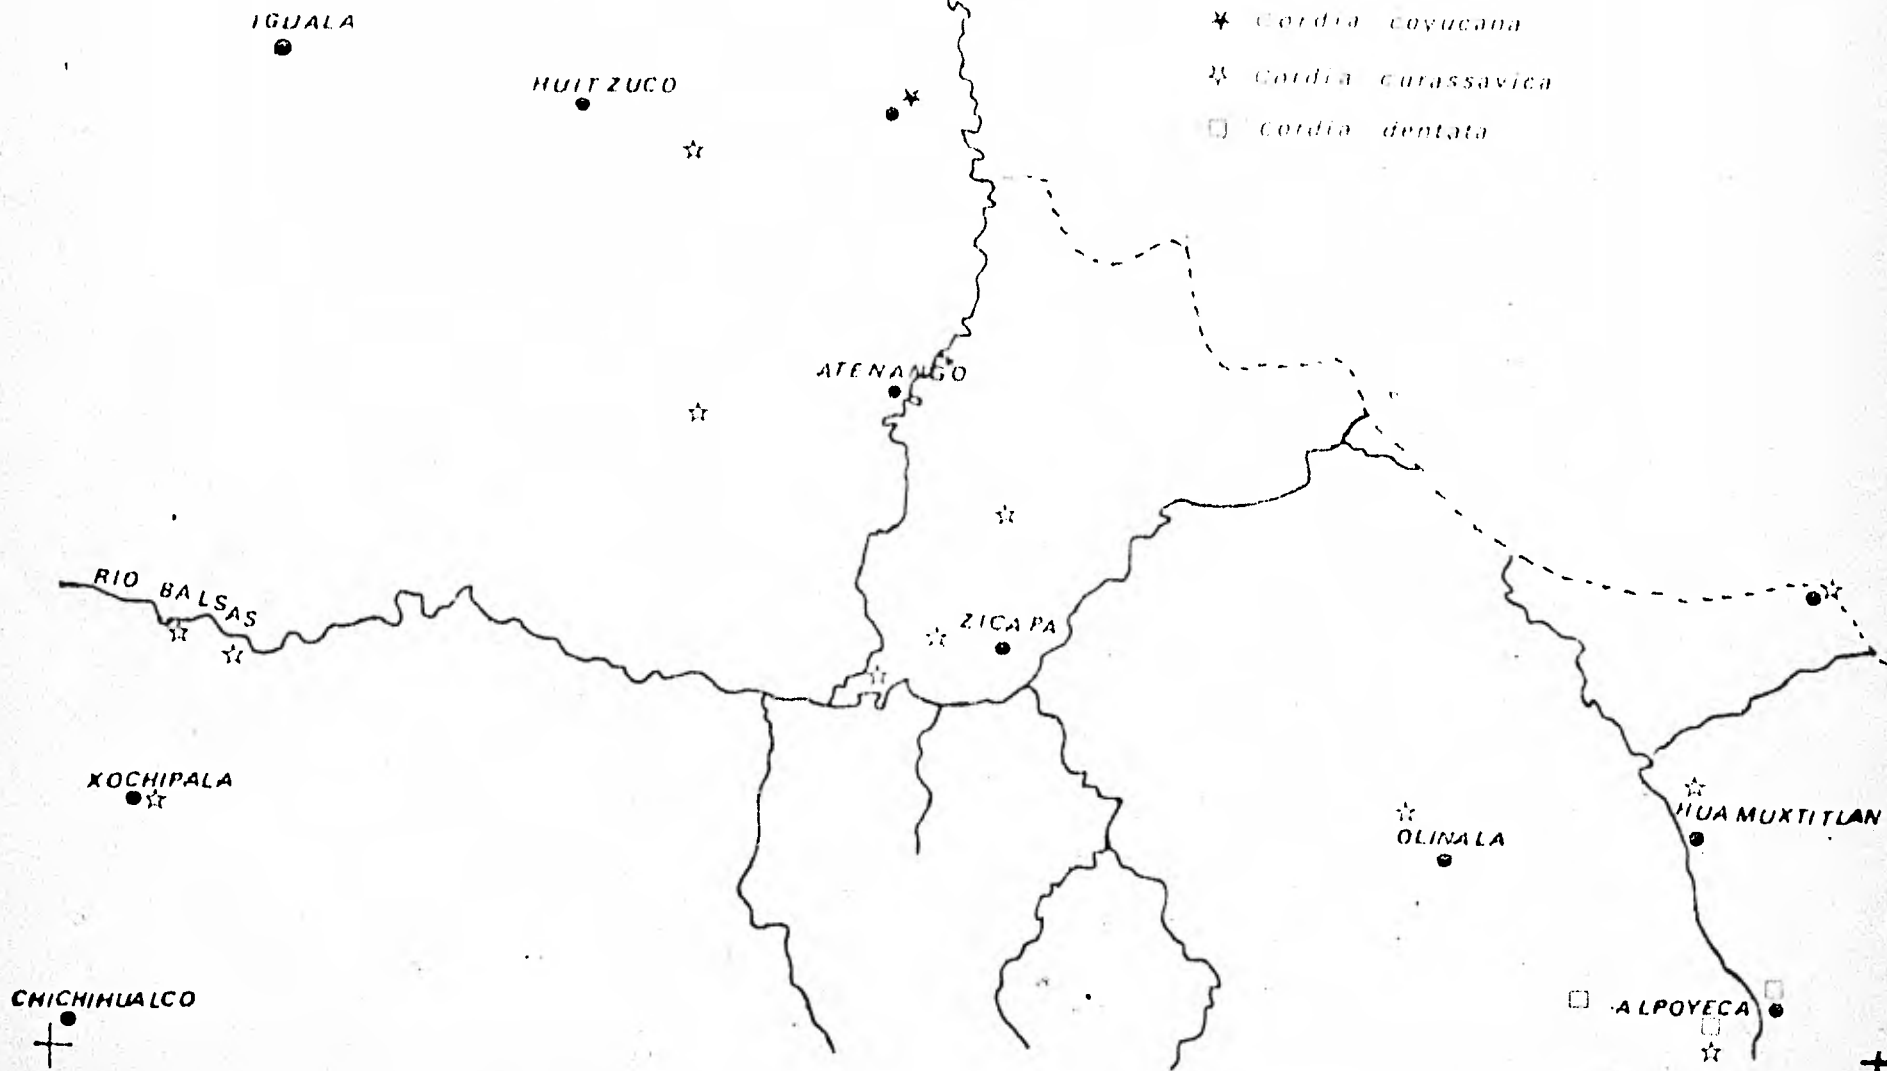 IGUALA
Cordia coyucana
HUITZUCO
Cordia curassavica
Cordia dentata
ATENANGO
RIO BALSAS
ZICAPA
XOCHIPALA
HUAMUXTITLAN
OLINALA
CHICHIHUALCO
ALPOYECA